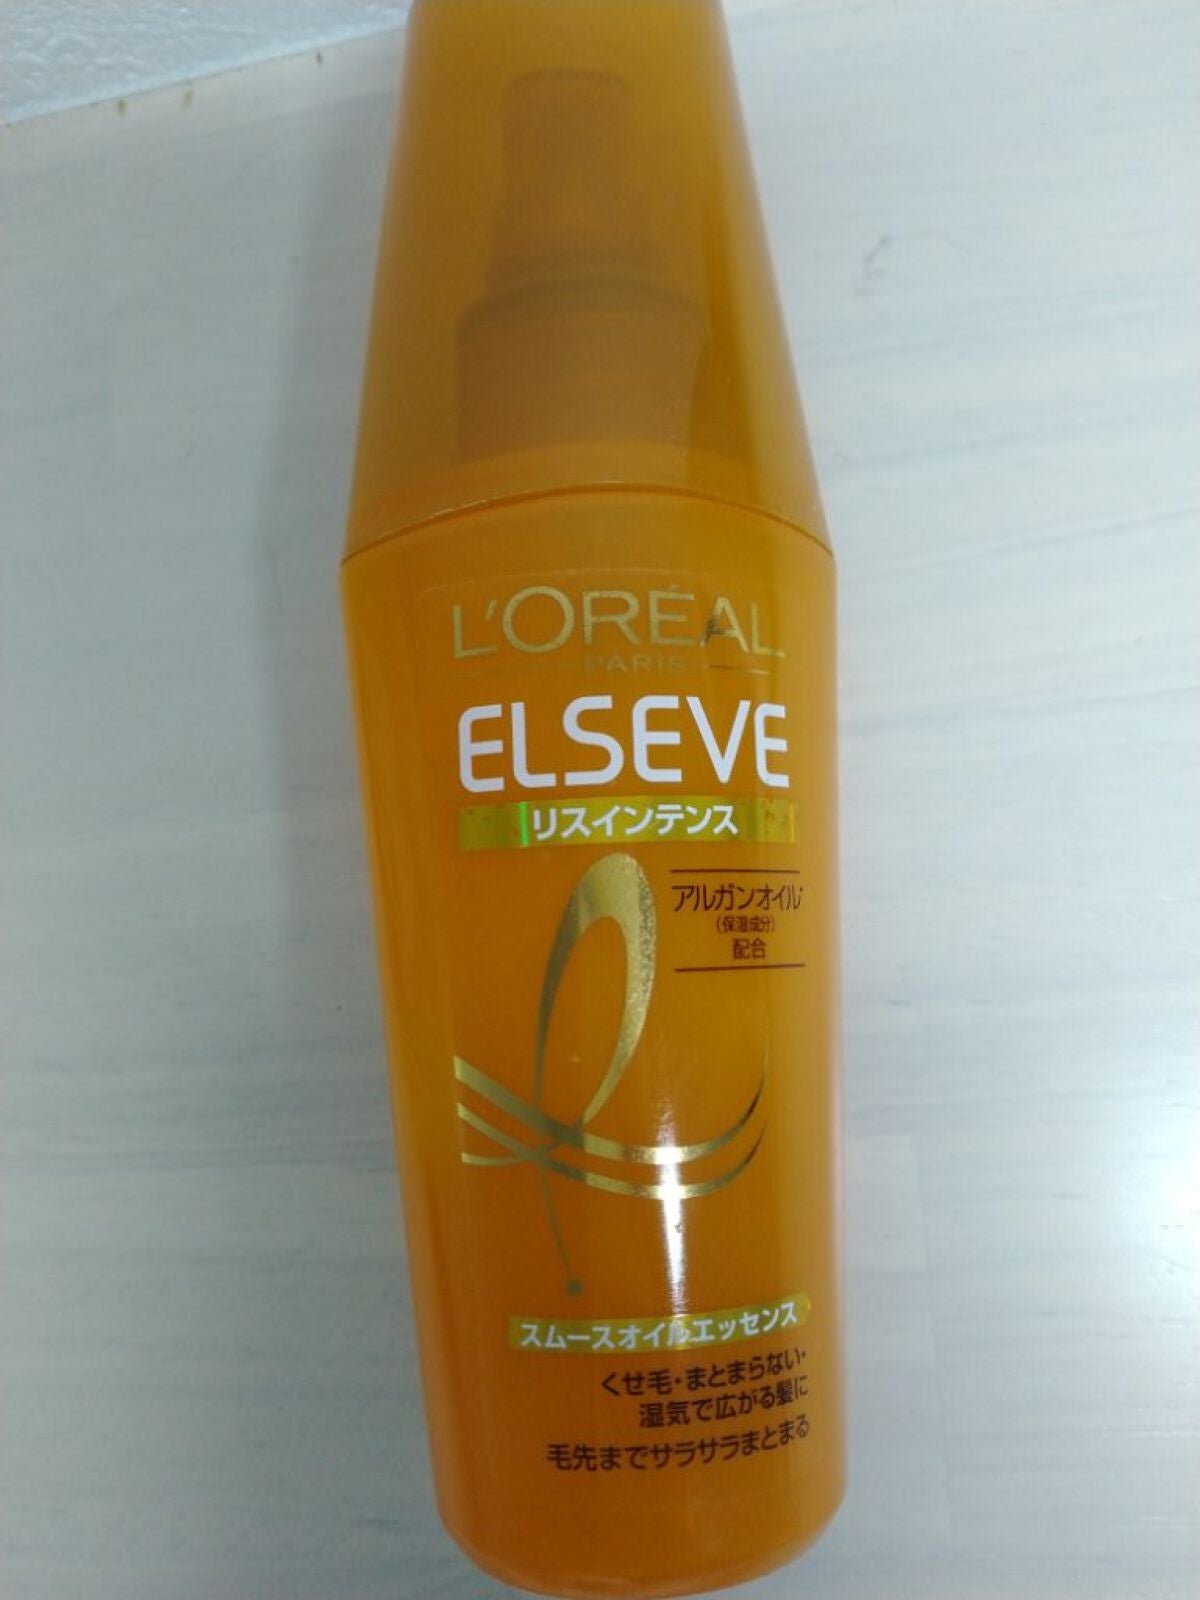 L'ORÉAL
PARIS
ELSEVE
リスインテンス
アルガンオイル*
(保湿成分)
配合
スムースオイルエッセンス
くせ毛・まとまらない・
湿気で広がる髪に
毛先までサラサラまとまる